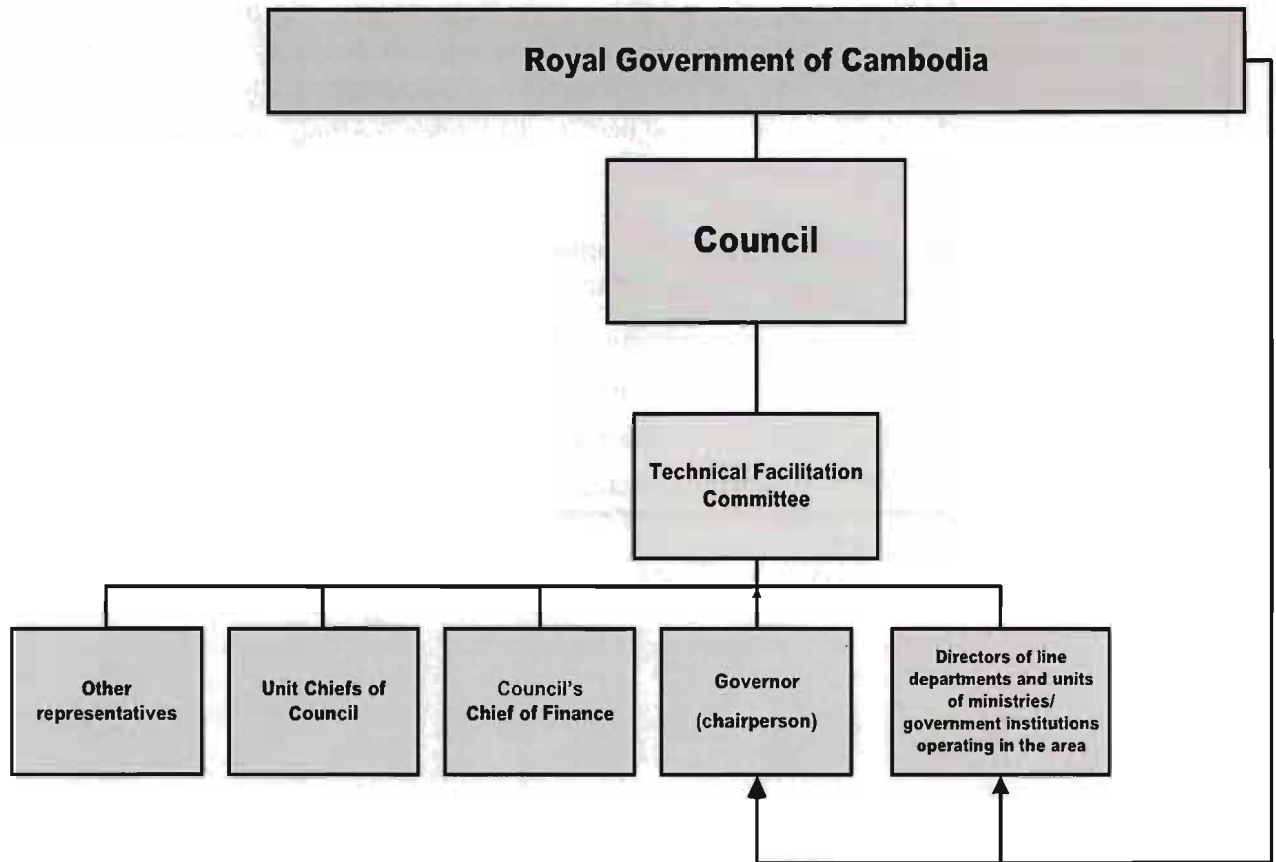 Royal Government of Cambodia
Council
Technical Facilitation
Committee
Other
representatives
Unit Chiefs of
Council
Council's
Chief of Finance
Governor
(chairperson)
Directors of line
departments and units
of ministries/
government institutions
operating in the area